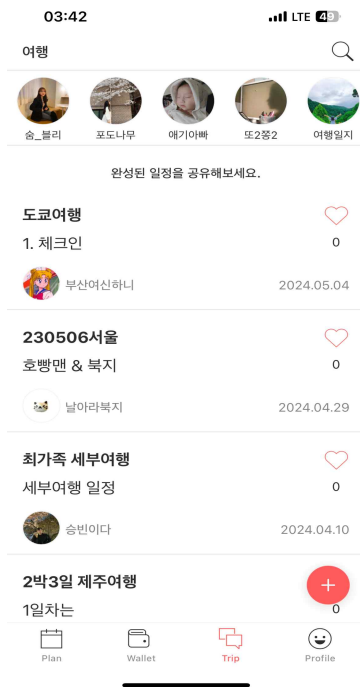 03:42
LTE 49
여행
숨_블리
포도나무
애기아빠
또2쫑2
여행일지
완성된 일정을 공유해보세요.
도쿄여행
1. 체크인
0
부산여신하니
2024.05.04
230506서울
호빵맨 & 북지
0
날아라북지
2024.04.29
최가족 세부여행
세부여행 일정
0
승빈이다
2024.04.10
2박3일 제주여행
1일차는
0
Plan
Wallet
Trip
Profile